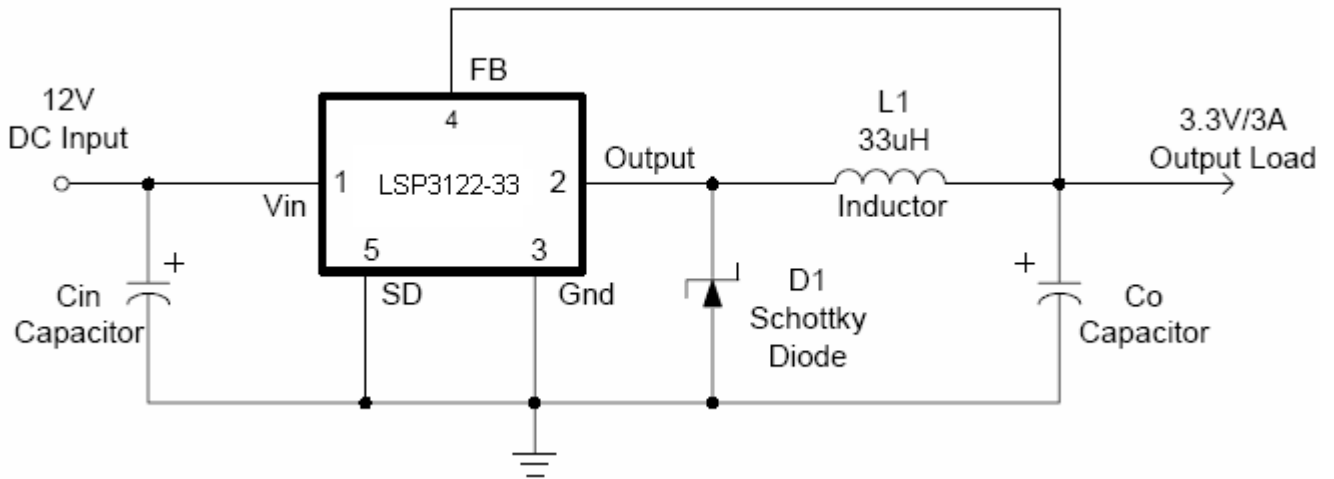 FB
4
12V
DC Input
L1
33uH
3.3V/3A
Output Load
Output
1
LSP3122-33
2
Vin
Inductor
5
3
SD
Gnd
+
Cin
Capacitor
D1
Schottky
Diode
+
Co
Capacitor